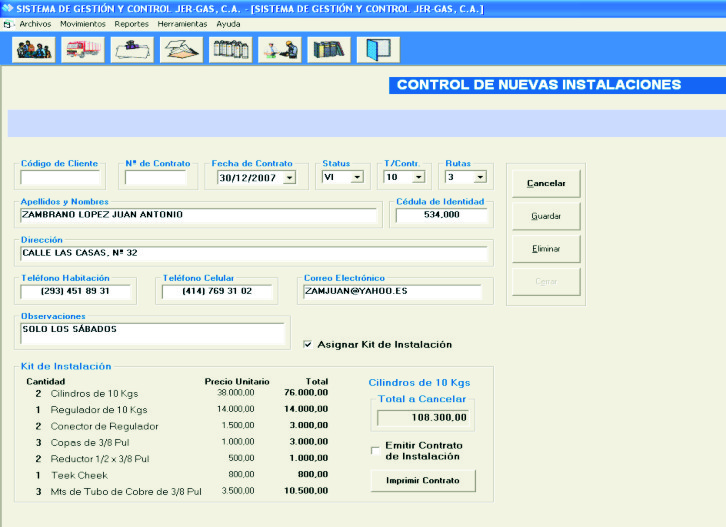 SISTEMA DE GESTIÓN Y CONTROL JER-GAS, C.A. - [SISTEMA DE GESTIÓN Y CONTROL JER-GAS, C.A.]
Archivos Movimientos Reportes Herramientas Ayuda
CONTROL DE NUEVAS INSTALACIONES
Código de Cliente Nº de Contrato Fecha de Contrato Status T/Contr. Rutas
30/12/2007 VI 10 3
Cancelar
Apellidos y Nombres Cédula de Identidad
ZAMBRANO LOPEZ JUAN ANTONIO 534,000
Guardar
Dirección
CALLE LAS CASAS, Nº 32
Eliminar
Teléfono Habitación Teléfono Celular Correo Electrónico
(293) 451 89 31 (414) 769 31 02 ZAMJUAN@YAHOO.ES
Cerrar
Observaciones
SOLO LOS SÁBADOS
Asignar Kit de Instalación
Kit de Instalación
Cantidad Precio Unitario Total
2 Cilindros de 10 Kgs 38.000,00 76.000,00
1 Regulador de 10 Kgs 14.000,00 14.000,00
2 Conector de Regulador 1.500,00 3.000,00
3 Copas de 3/8 Pul 1.000,00 3.000,00
2 Reductor 1/2 x 3/8 Pul 500,00 1.000,00
1 Teek Cheek 800,00 800,00
3 Mts de Tubo de Cobre de 3/8 Pul 3.500,00 10.500,00
Cilindros de 10 Kgs
Total a Cancelar
108.300,00
Emitir Contrato
de Instalación
Imprimir Contrato